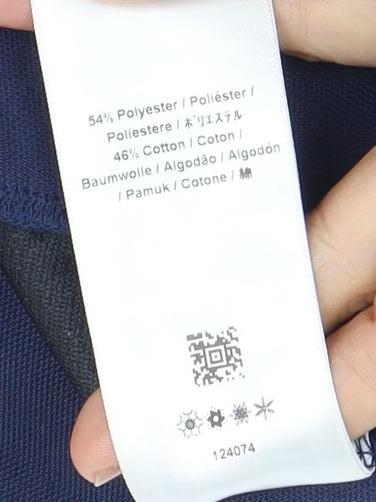 54% Polyester / Poliéster /
Poliestere / ポリエステル
46% Cotton / Coton /
Baumwolle / Algodão / Algodón
/ Pamuk / Cotone / 綿
124074